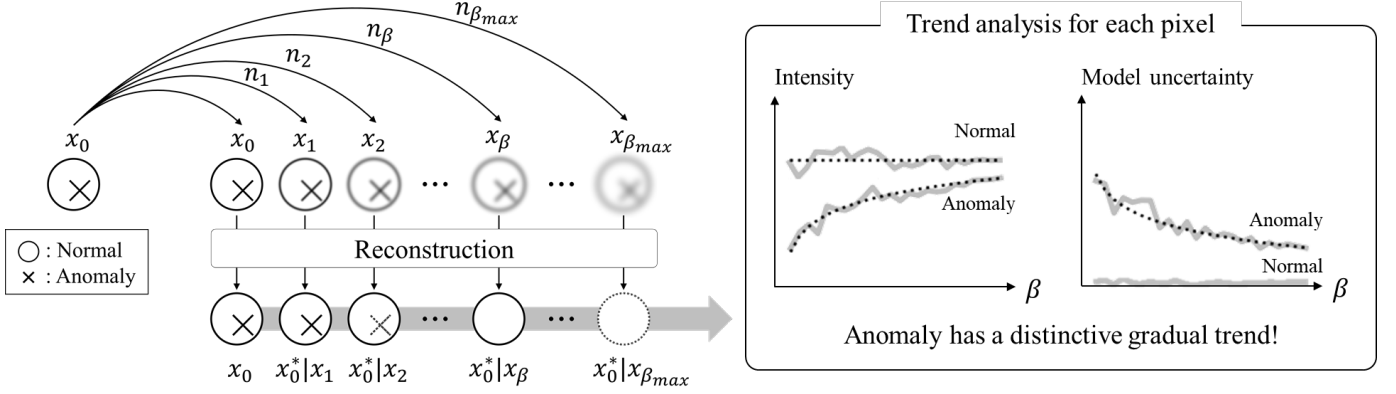 n_{β_{max}}
n_β
n_2
n_1
x_0
x_0 x_1 x_2 x_β x_{β_{max}}
... ...
○ : Normal
× : Anomaly
Reconstruction
... ...
x_0 x_0^*|x_1 x_0^*|x_2 x_0^*|x_β x_0^*|x_{β_{max}}
Trend analysis for each pixel
Intensity
Normal
Anomaly
β
Model uncertainty
Anomaly
Normal
β
Anomaly has a distinctive gradual trend!